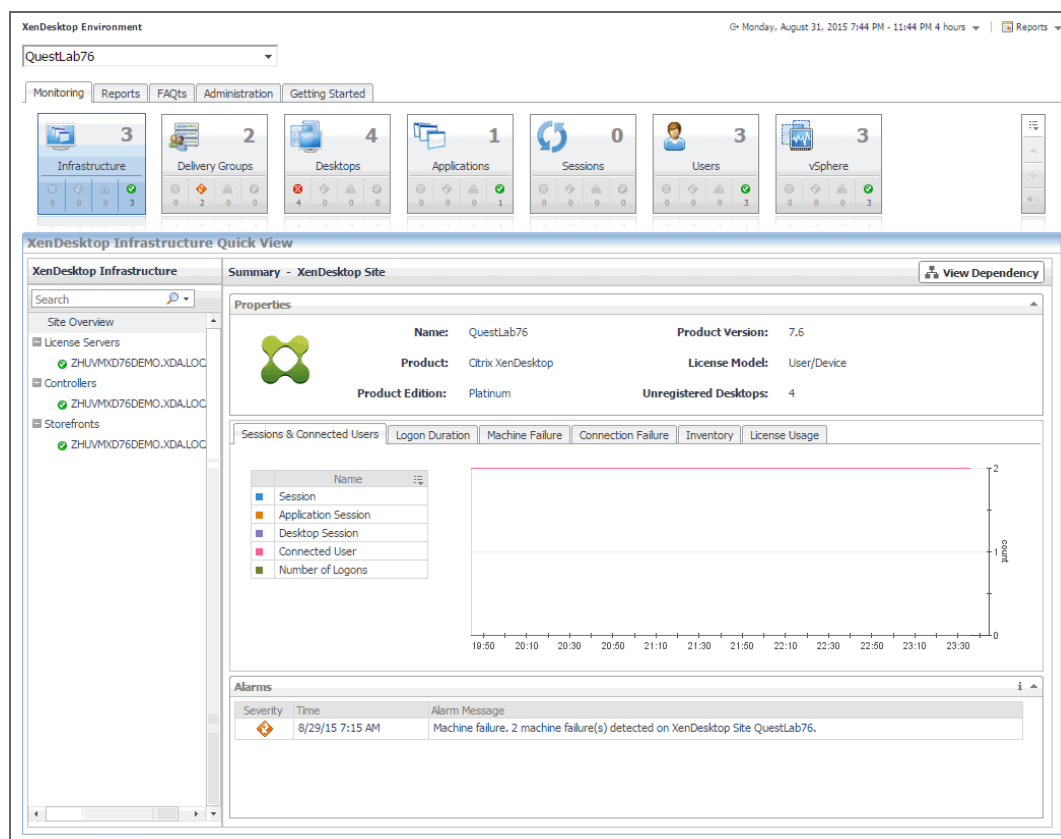 XenDesktop Environment
Monday, August 31, 2015 7:44 PM - 11:44 PM 4 hours
Reports
QuestLab76
Monitoring Reports FAQts Administration Getting Started
3 2 4 1 0 3 3
Infrastructure Delivery Groups Desktops Applications Sessions Users vSphere
0 0 0 3 0 2 0 0 4 0 0 0 0 0 0 1 0 0 0 0 0 0 0 3 0 0 0 3
XenDesktop Infrastructure Quick View
XenDesktop Infrastructure
Search
Site Overview
License Servers
ZHUVMXD76DEMO.XDA.LOC
Controllers
ZHUVMXD76DEMO.XDA.LOC
Storefronts
ZHUVMXD76DEMO.XDA.LOC
Summary - XenDesktop Site
View Dependency
Properties
Name: QuestLab76 Product Version: 7.6
Product: Citrix XenDesktop License Model: User/Device
Product Edition: Platinum Unregistered Desktops: 4
Sessions & Connected Users Logon Duration Machine Failure Connection Failure Inventory License Usage
Name
Session
Application Session
Desktop Session
Connected User
Number of Logons
2
1
0
count
19:50 20:10 20:30 20:50 21:10 21:30 21:50 22:10 22:30 22:50 23:10 23:30
Alarms
Severity Time Alarm Message
8/29/15 7:15 AM Machine failure. 2 machine failure(s) detected on XenDesktop Site QuestLab76.